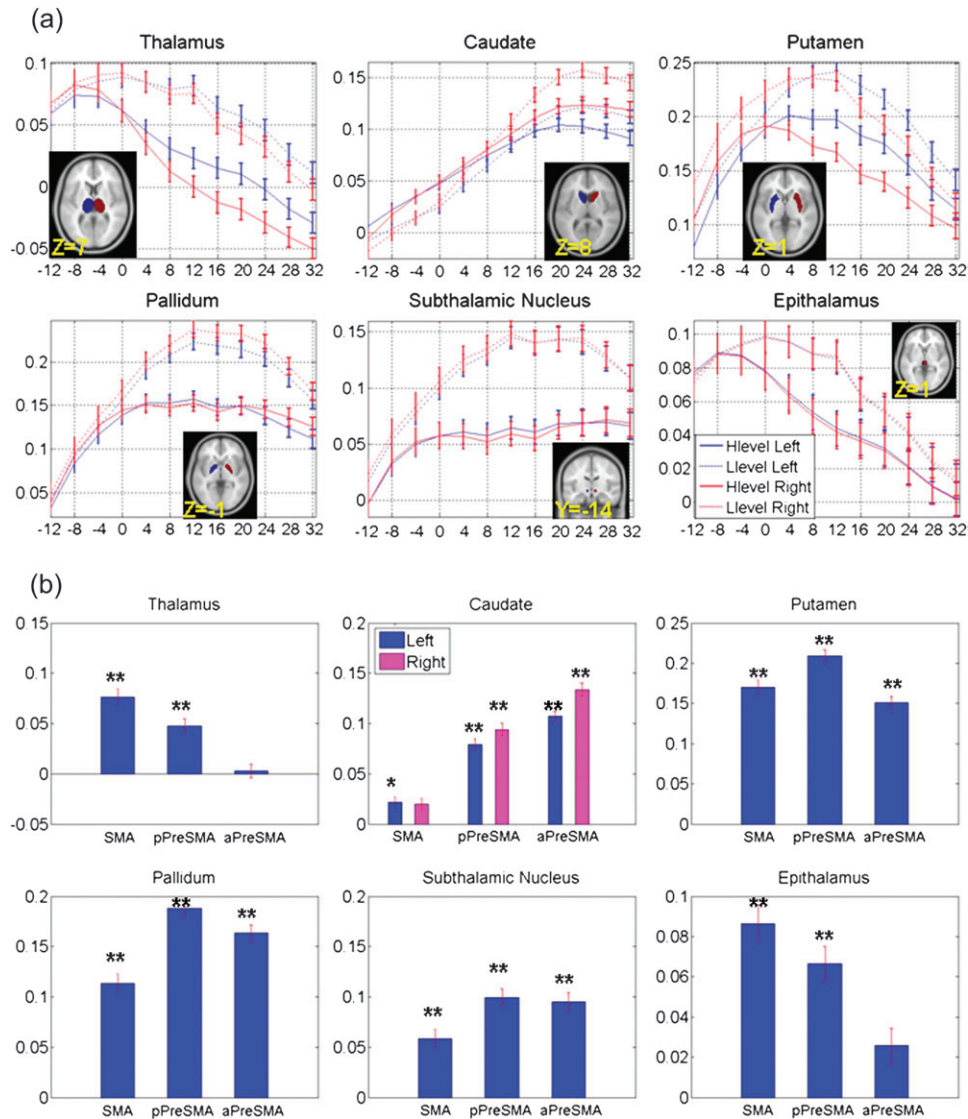 (a)
Thalamus
0.1
0.05
0
-0.05
Z=7
-12 -8 -4 0 4 8 12 16 20 24 28 32
Caudate
0.15
0.1
0.05
0
Z=8
-12 -8 -4 0 4 8 12 16 20 24 28 32
Putamen
0.25
0.2
0.15
0.1
Z=1
-12 -8 -4 0 4 8 12 16 20 24 28 32
Pallidum
0.2
0.15
0.1
0.05
Z=-1
-12 -8 -4 0 4 8 12 16 20 24 28 32
Subthalamic Nucleus
0.15
0.1
0.05
0
Y=-14
-12 -8 -4 0 4 8 12 16 20 24 28 32
Epithalamus
0.1
0.08
0.06
0.04
0.02
0
Z=1
Hlevel Left
Llevel Left
Hlevel Right
Llevel Right
-12 -8 -4 0 4 8 12 16 20 24 28 32
(b)
Thalamus
0.15
0.1
0.05
0
-0.05
** **
SMA pPreSMA aPreSMA
Caudate
0.2
0.15
0.1
0.05
0
Left
Right
* ** ** ** **
SMA pPreSMA aPreSMA
Putamen
0.25
0.2
0.15
0.1
0.05
0
** ** **
SMA pPreSMA aPreSMA
Pallidum
0.2
0.15
0.1
0.05
0
** ** **
SMA pPreSMA aPreSMA
Subthalamic Nucleus
0.2
0.15
0.1
0.05
0
** ** **
SMA pPreSMA aPreSMA
Epithalamus
0.1
0.08
0.06
0.04
0.02
0
** **
SMA pPreSMA aPreSMA